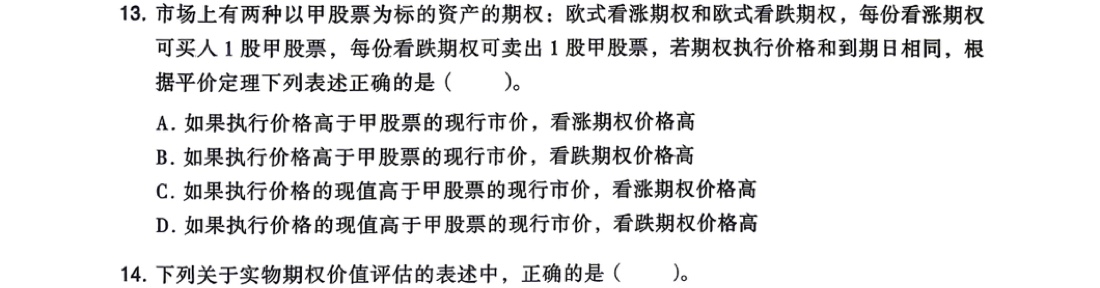 13. 市场上有两种以甲股票为标的资产的期权：欧式看涨期权和欧式看跌期权，每份看涨期权
可买入 1 股甲股票，每份看跌期权可卖出 1 股甲股票，若期权执行价格和到期日相同，根
据平价定理下列表述正确的是（　　）。
A. 如果执行价格高于甲股票的现行市价，看涨期权价格高
B. 如果执行价格高于甲股票的现行市价，看跌期权价格高
C. 如果执行价格的现值高于甲股票的现行市价，看涨期权价格高
D. 如果执行价格的现值高于甲股票的现行市价，看跌期权价格高
14. 下列关于实物期权价值评估的表述中，正确的是（　　）。